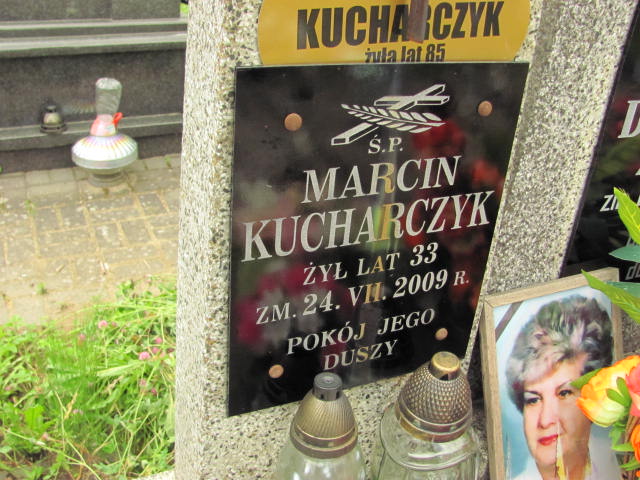 KUCHARCZYK
żyła lat 85
Ś.P.
MARCIN
KUCHARCZYK
ŻYŁ LAT 33
ZM. 24. VII. 2009 R.
POKÓJ JEGO
DUSZY